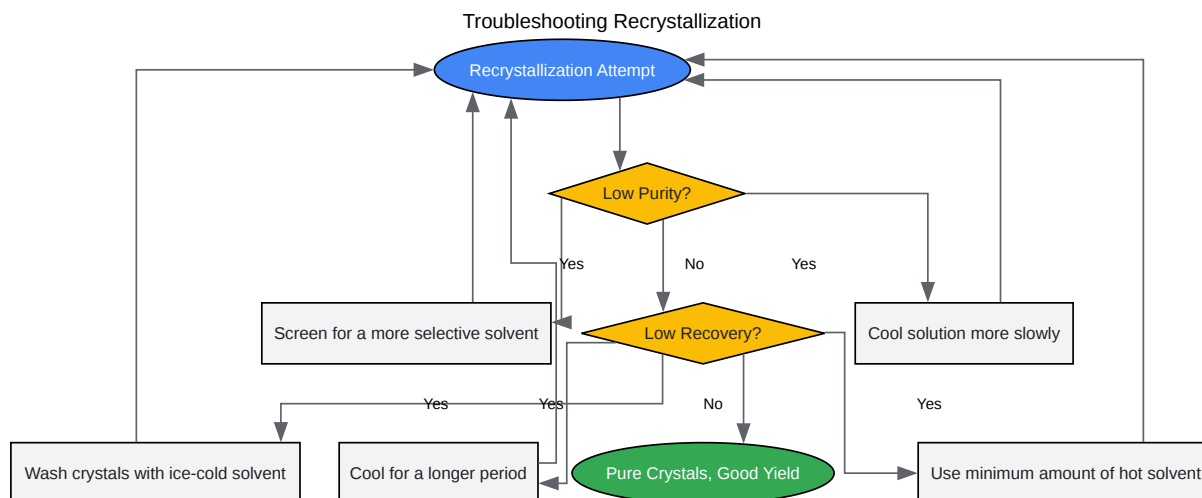 Troubleshooting Recrystallization
Recrystallization Attempt
Low Purity?
Yes
No
Yes
Screen for a more selective solvent
Low Recovery?
Cool solution more slowly
Yes
Yes
No
Yes
Wash crystals with ice-cold solvent
Cool for a longer period
Pure Crystals, Good Yield
Use minimum amount of hot solvent